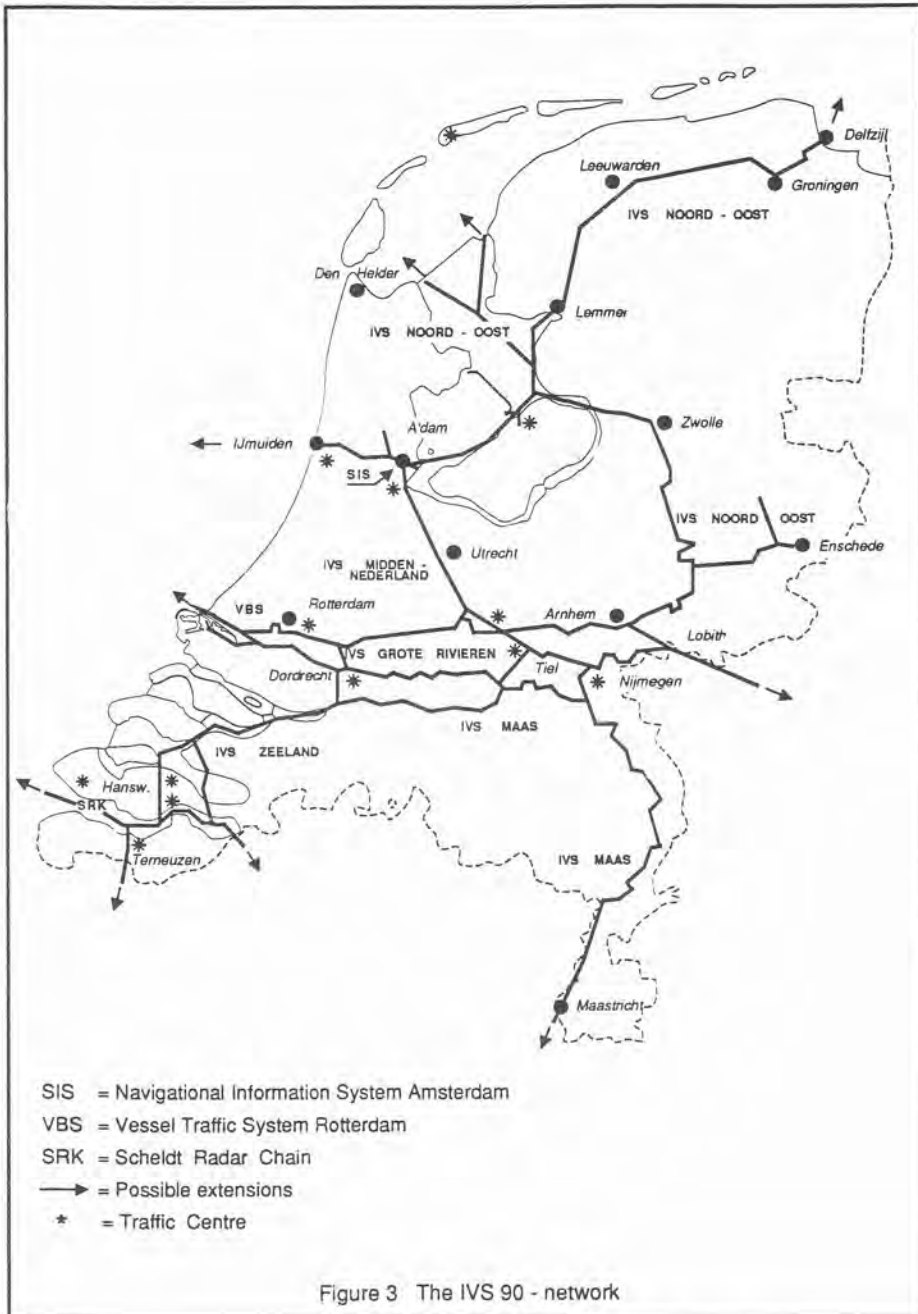 Delfzijl
Leeuwarden
Groningen
IVS NOORD - OOST
Den Helder
Lemmer
IVS NOORD - OOST
Zwolle
A'dam
IJmuiden
SIS
IVS NOORD OOST
Enschede
Utrecht
IVS MIDDEN -
NEDERLAND
VBS
Rotterdam
Arnhem
Lobith
IVS GROTE RIVIEREN
Tiel
Dordrecht
Nijmegen
IVS MAAS
IVS ZEELAND
Hansw.
SRK
Terneuzen
IVS MAAS
Maastricht
SIS = Navigational Information System Amsterdam
VBS = Vessel Traffic System Rotterdam
SRK = Scheldt Radar Chain
= Possible extensions
* = Traffic Centre
Figure 3 The IVS 90 - network